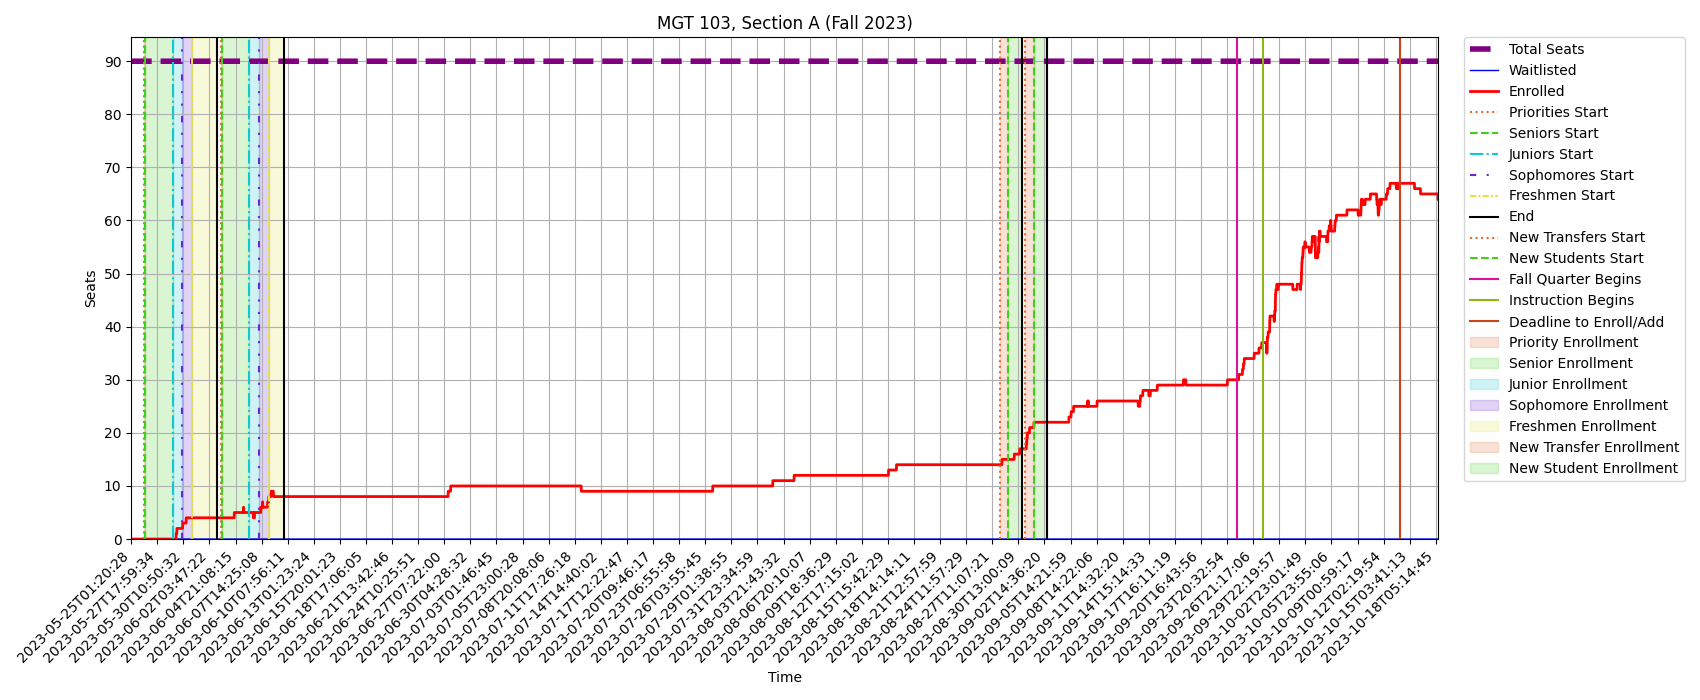 MGT 103, Section A (Fall 2023)
Seats
90
80
70
60
50
40
30
20
10
0
2023-05-25T01:20:28
2023-05-27T17:59:34
2023-05-30T10:50:32
2023-06-02T03:47:22
2023-06-04T21:08:15
2023-06-07T14:25:08
2023-06-10T07:56:11
2023-06-13T01:23:24
2023-06-15T20:01:23
2023-06-18T17:06:05
2023-06-21T13:42:46
2023-06-24T10:25:51
2023-06-27T07:22:00
2023-06-30T04:28:32
2023-07-03T01:46:45
2023-07-05T23:00:28
2023-07-08T20:08:06
2023-07-11T17:26:18
2023-07-14T14:40:02
2023-07-17T12:22:47
2023-07-20T09:46:17
2023-07-23T06:55:58
2023-07-26T03:55:45
2023-07-29T01:38:55
2023-07-31T23:34:59
2023-08-03T21:43:32
2023-08-06T20:10:07
2023-08-09T18:36:29
2023-08-12T17:15:02
2023-08-15T15:42:29
2023-08-18T14:14:11
2023-08-21T12:57:59
2023-08-24T11:57:29
2023-08-27T11:07:21
2023-08-30T13:00:09
2023-09-02T14:36:20
2023-09-05T14:21:59
2023-09-08T14:22:06
2023-09-11T14:32:20
2023-09-14T15:14:33
2023-09-17T16:11:19
2023-09-20T16:43:56
2023-09-23T20:32:54
2023-09-26T21:17:06
2023-09-29T22:19:57
2023-10-02T23:01:49
2023-10-05T23:55:06
2023-10-09T00:59:17
2023-10-12T02:19:54
2023-10-15T03:41:13
2023-10-18T05:14:45
Time
Total Seats
Waitlisted
Enrolled
Priorities Start
Seniors Start
Juniors Start
Sophomores Start
Freshmen Start
End
New Transfers Start
New Students Start
Fall Quarter Begins
Instruction Begins
Deadline to Enroll/Add
Priority Enrollment
Senior Enrollment
Junior Enrollment
Sophomore Enrollment
Freshmen Enrollment
New Transfer Enrollment
New Student Enrollment